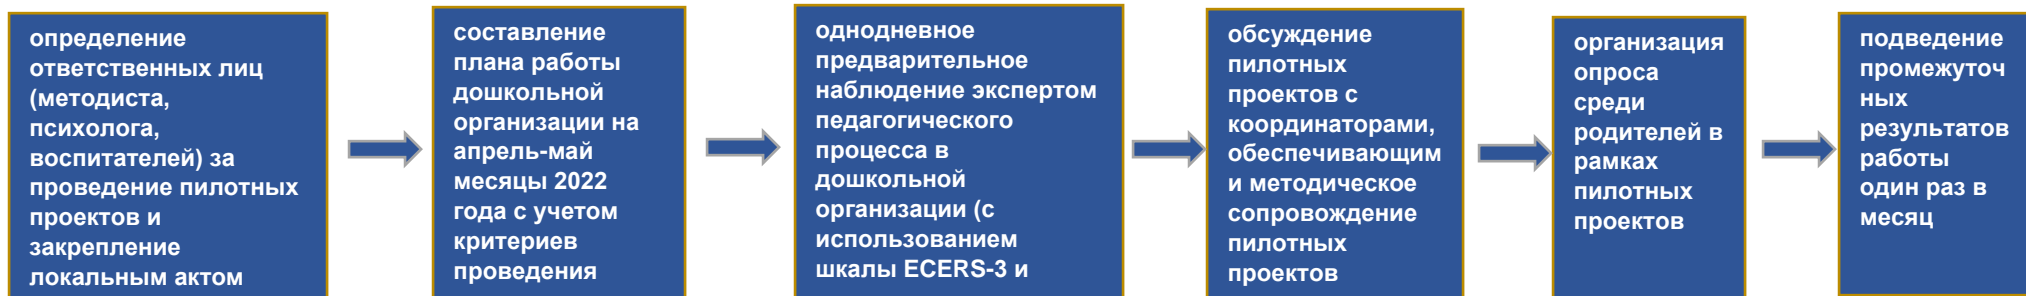 определение
ответственных лиц
(методиста,
психолога,
воспитателей) за
проведение пилотных
проектов и
закрепление
локальным актом
составление
плана работы
дошкольной
организации на
апрель-май
месяцы 2022
года с учетом
критериев
проведения
однодневное
предварительное
наблюдение экспертом
педагогического
процесса в
дошкольной
организации (с
использованием
шкалы ECERS-3 и
обсуждение
пилотных
проектов с
координаторами,
обеспечивающим
и методическое
сопровождение
пилотных
проектов
организация
опроса
среди
родителей в
рамках
пилотных
проектов
подведение
промежуточ
ных
результатов
работы
один раз в
месяц